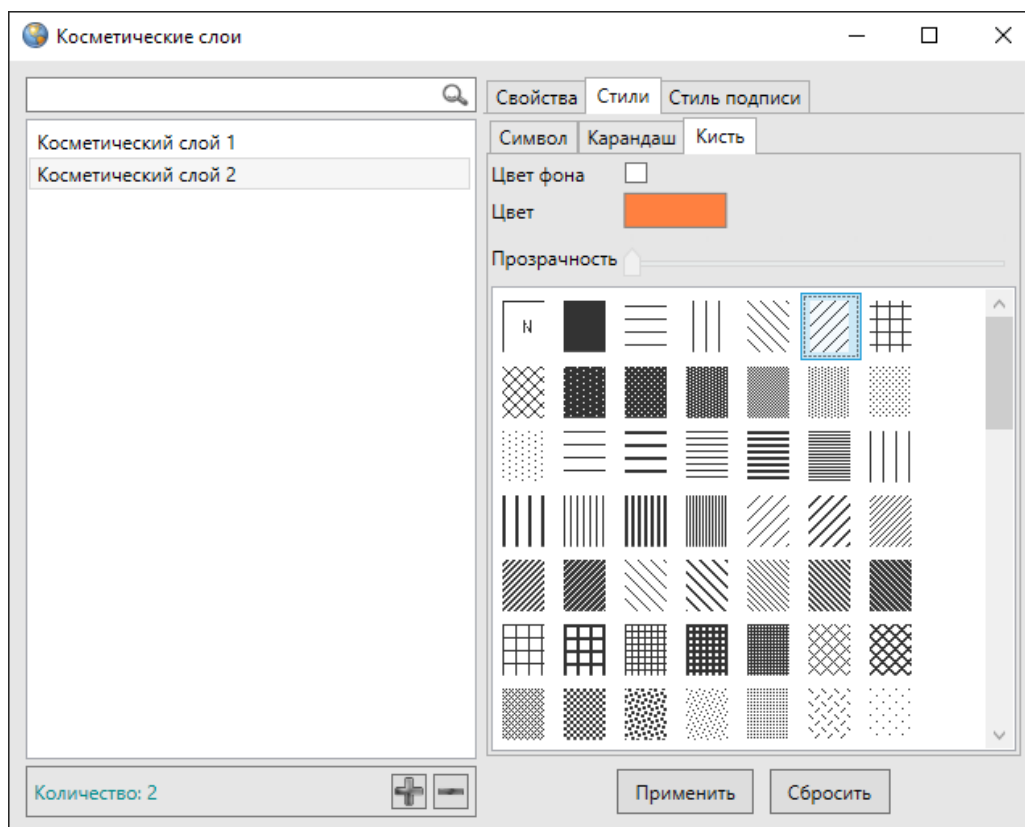 Косметические слои
Свойства Стили Стиль подписи
Косметический слой 1
Косметический слой 2
Символ Карандаш Кисть
Цвет фона
Цвет
Прозрачность
N
Количество: 2
Применить Сбросить